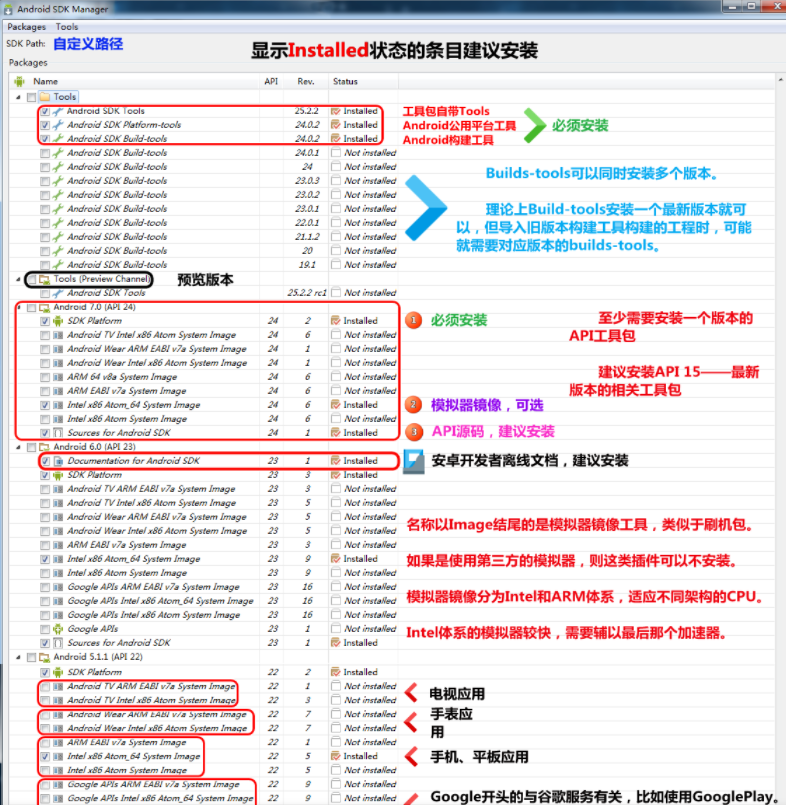 Android SDK Manager
Packages Tools
SDK Path: 自定义路径
显示Installed状态的条目建议安装
Packages
Name API Rev. Status
Tools
Android SDK Tools 25.2.2 Installed 工具包自带Tools
Android SDK Platform-tools 24.0.2 Installed Android公用平台工具 必须安装
Android SDK Build-tools 24.0.2 Installed Android构建工具
Android SDK Build-tools 24.0.1 Not installed
Android SDK Build-tools 24 Not installed Builds-tools可以同时安装多个版本。
Android SDK Build-tools 23.0.3 Not installed
Android SDK Build-tools 23.0.2 Not installed
Android SDK Build-tools 23.0.1 Not installed 理论上Build-tools安装一个最新版本就可
Android SDK Build-tools 22.0.1 Not installed 以，但导入旧版本构建工具构建的工程时，可能
Android SDK Build-tools 21.1.2 Not installed 就需要对应版本的builds-tools。
Android SDK Build-tools 20 Not installed
Android SDK Build-tools 19.1 Not installed
Tools (Preview Channel) 预览版本
Android SDK Tools 25.2.2 rc1 Not installed
Android 7.0 (API 24)
SDK Platform 24 2 Installed 1 必须安装 至少需要安装一个版本的
Android TV Intel x86 Atom System Image 24 6 Not installed API工具包
Android Wear ARM EABI v7a System Image 24 1 Not installed
Android Wear Intel x86 Atom System Image 24 1 Not installed
ARM 64 v8a System Image 24 6 Not installed 建议安装API 15——最新
ARM EABI v7a System Image 24 6 Not installed 版本的相关工具包
Intel x86 Atom_64 System Image 24 6 Installed 2 模拟器镜像，可选
Intel x86 Atom System Image 24 6 Not installed
Sources for Android SDK 24 1 Installed 3 API源码，建议安装
Android 6.0 (API 23)
Documentation for Android SDK 23 1 Installed 安卓开发者离线文档，建议安装
SDK Platform 23 3 Installed
Android TV ARM EABI v7a System Image 23 3 Not installed
Android TV Intel x86 Atom System Image 23 5 Not installed
Android Wear ARM EABI v7a System Image 23 5 Not installed 名称以Image结尾的是模拟器镜像工具，类似于刷机包。
Android Wear Intel x86 Atom System Image 23 5 Not installed
ARM EABI v7a System Image 23 3 Not installed
Intel x86 Atom_64 System Image 23 9 Installed 如果是使用第三方的模拟器，则这类插件可以不安装。
Intel x86 Atom System Image 23 9 Not installed
Google APIs ARM EABI v7a System Image 23 16 Not installed
Google APIs Intel x86 Atom_64 System Image 23 16 Not installed 模拟器镜像分为Intel和ARM体系，适应不同架构的CPU。
Google APIs Intel x86 Atom System Image 23 16 Not installed
Google APIs 23 1 Not installed Intel体系的模拟器较快，需要辅以最后那个加速器。
Sources for Android SDK 23 1 Installed
Android 5.1.1 (API 22)
SDK Platform 22 2 Installed
Android TV ARM EABI v7a System Image 22 1 Not installed 电视应用
Android TV Intel x86 Atom System Image 22 3 Not installed
Android Wear ARM EABI v7a System Image 22 7 Not installed 手表应
Android Wear Intel x86 Atom System Image 22 7 Not installed 用
ARM EABI v7a System Image 22 1 Not installed
Intel x86 Atom_64 System Image 22 5 Installed 手机、平板应用
Intel x86 Atom System Image 22 5 Not installed
Google APIs ARM EABI v7a System Image 22 9 Not installed
Google APIs Intel x86 Atom_64 System Image 22 9 Not installed Google开头的与谷歌服务有关，比如使用GooglePlay。